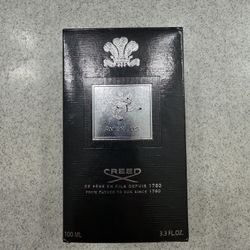 CREED
DE PÈRE EN FILS DEPUIS 1760
FROM FATHER TO SON SINCE 1760
100 ML 3.3 FL.OZ.